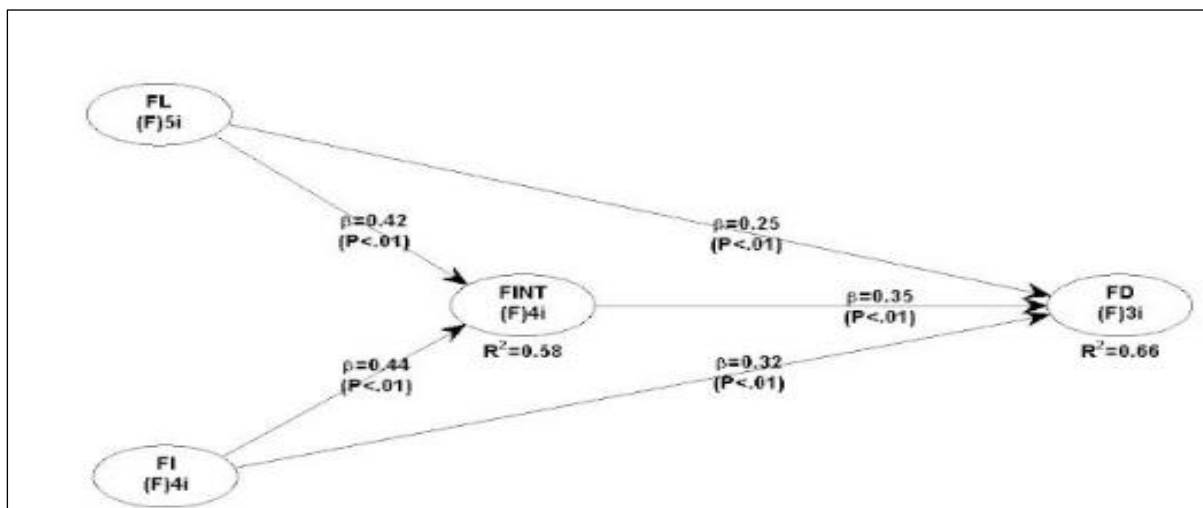 FL
(F)5i
β=0.42
(P<.01)
β=0.25
(P<.01)
FINT
(F)4i
R²=0.58
β=0.35
(P<.01)
FD
(F)3i
R²=0.66
β=0.44
(P<.01)
β=0.32
(P<.01)
FI
(F)4i